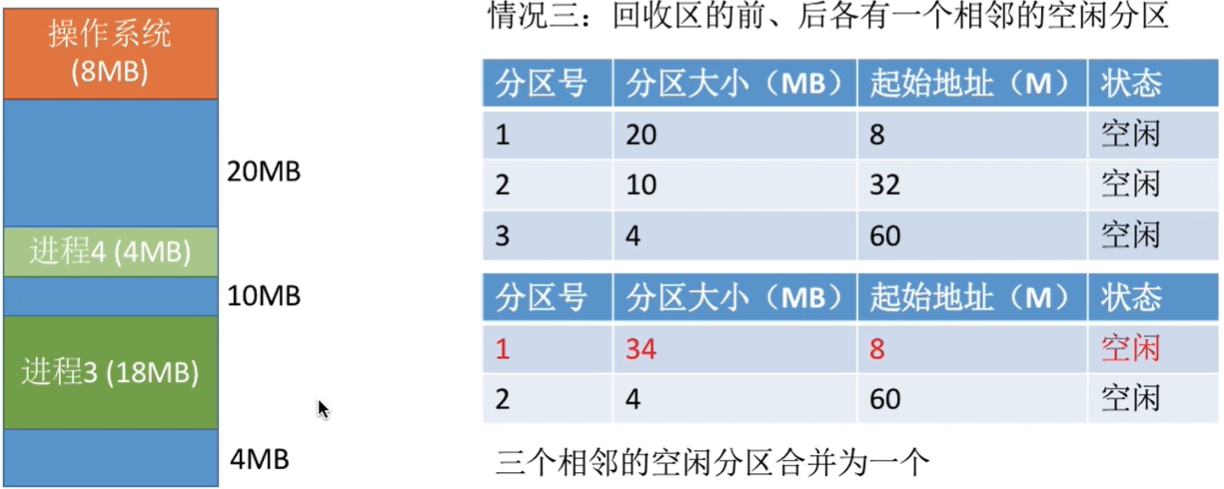 操作系统
(8MB)
20MB
进程4 (4MB)
10MB
进程3 (18MB)
4MB
情况三：回收区的前、后各有一个相邻的空闲分区
分区号 分区大小（MB） 起始地址（M） 状态
1 20 8 空闲
2 10 32 空闲
3 4 60 空闲
分区号 分区大小（MB） 起始地址（M） 状态
1 34 8 空闲
2 4 60 空闲
三个相邻的空闲分区合并为一个